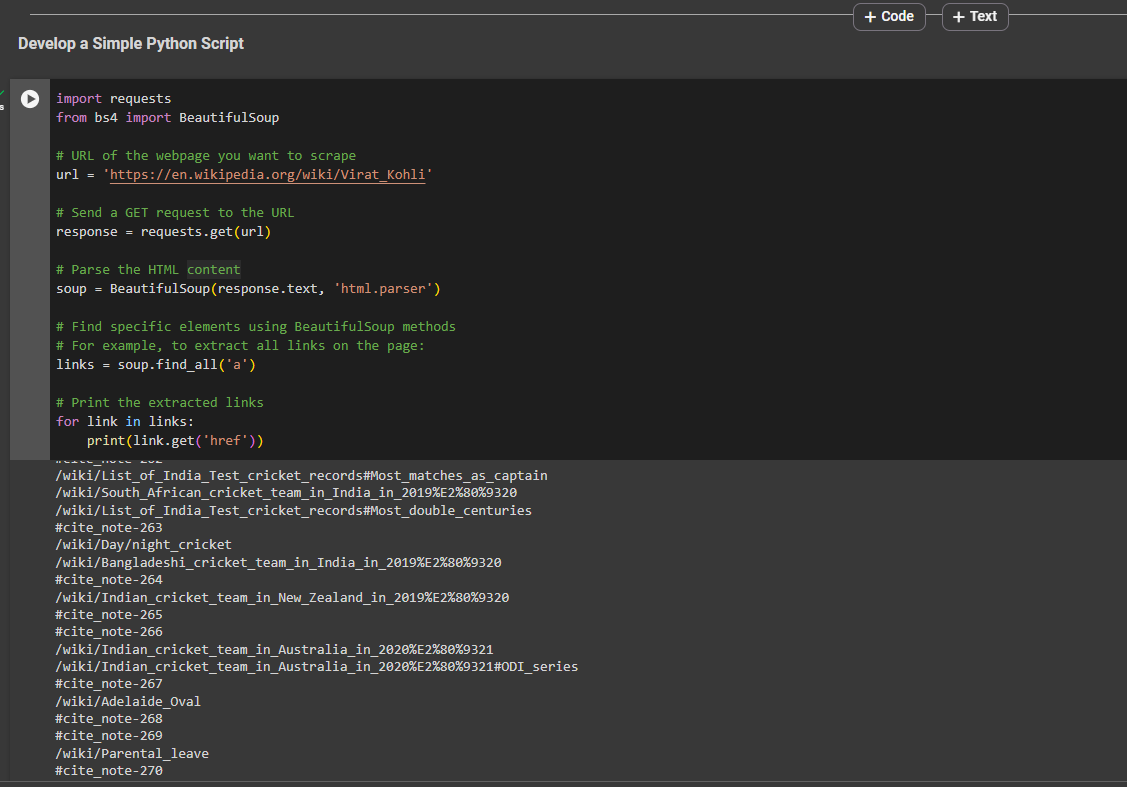 + Code + Text
Develop a Simple Python Script
s
import requests
from bs4 import BeautifulSoup
# URL of the webpage you want to scrape
url = 'https://en.wikipedia.org/wiki/Virat_Kohli'
# Send a GET request to the URL
response = requests.get(url)
# Parse the HTML content
soup = BeautifulSoup(response.text, 'html.parser')
# Find specific elements using BeautifulSoup methods
# For example, to extract all links on the page:
links = soup.find_all('a')
# Print the extracted links
for link in links:
    print(link.get('href'))
/wiki/List_of_India_Test_cricket_records#Most_matches_as_captain
/wiki/South_African_cricket_team_in_India_in_2019%E2%80%9320
/wiki/List_of_India_Test_cricket_records#Most_double_centuries
#cite_note-263
/wiki/Day/night_cricket
/wiki/Bangladeshi_cricket_team_in_India_in_2019%E2%80%9320
#cite_note-264
/wiki/Indian_cricket_team_in_New_Zealand_in_2019%E2%80%9320
#cite_note-265
#cite_note-266
/wiki/Indian_cricket_team_in_Australia_in_2020%E2%80%9321
/wiki/Indian_cricket_team_in_Australia_in_2020%E2%80%9321#ODI_series
#cite_note-267
/wiki/Adelaide_Oval
#cite_note-268
#cite_note-269
/wiki/Parental_leave
#cite_note-270